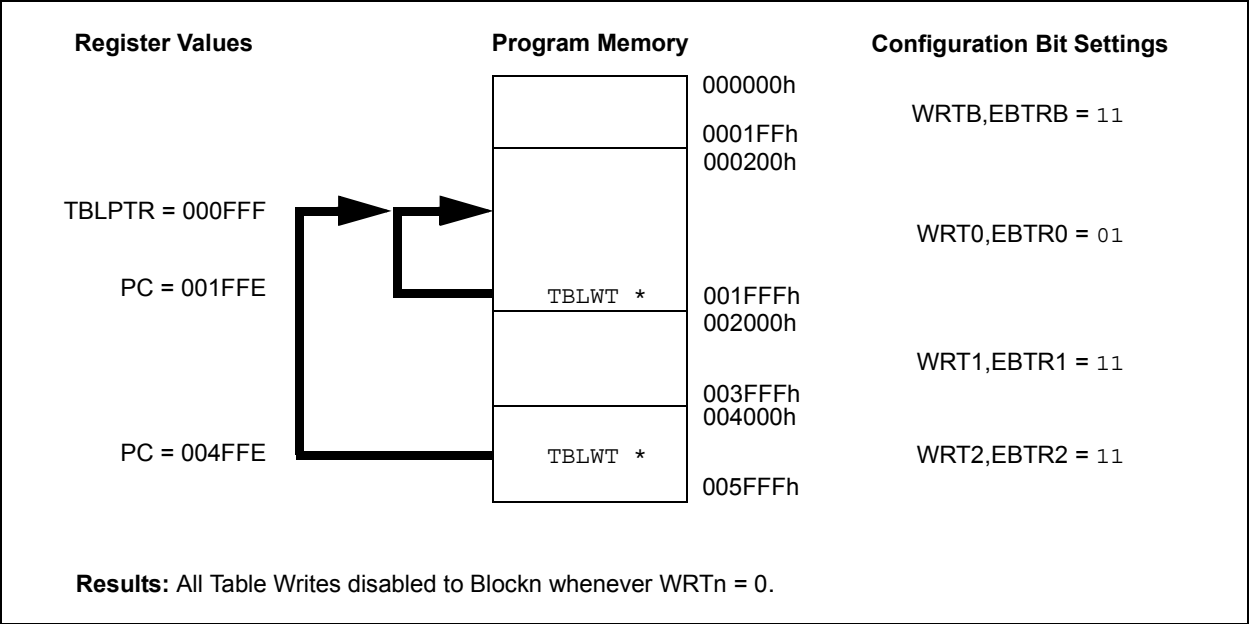 Register Values Program Memory Configuration Bit Settings
000000h
WRTB,EBTRB = 11
0001FFh
000200h
TBLPTR = 000FFF
WRT0,EBTR0 = 01
PC = 001FFE
TBLWT * 001FFFh
002000h
WRT1,EBTR1 = 11
003FFFh
004000h
PC = 004FFE TBLWT * WRT2,EBTR2 = 11
005FFFh
Results: All Table Writes disabled to Blockn whenever WRTn = 0.